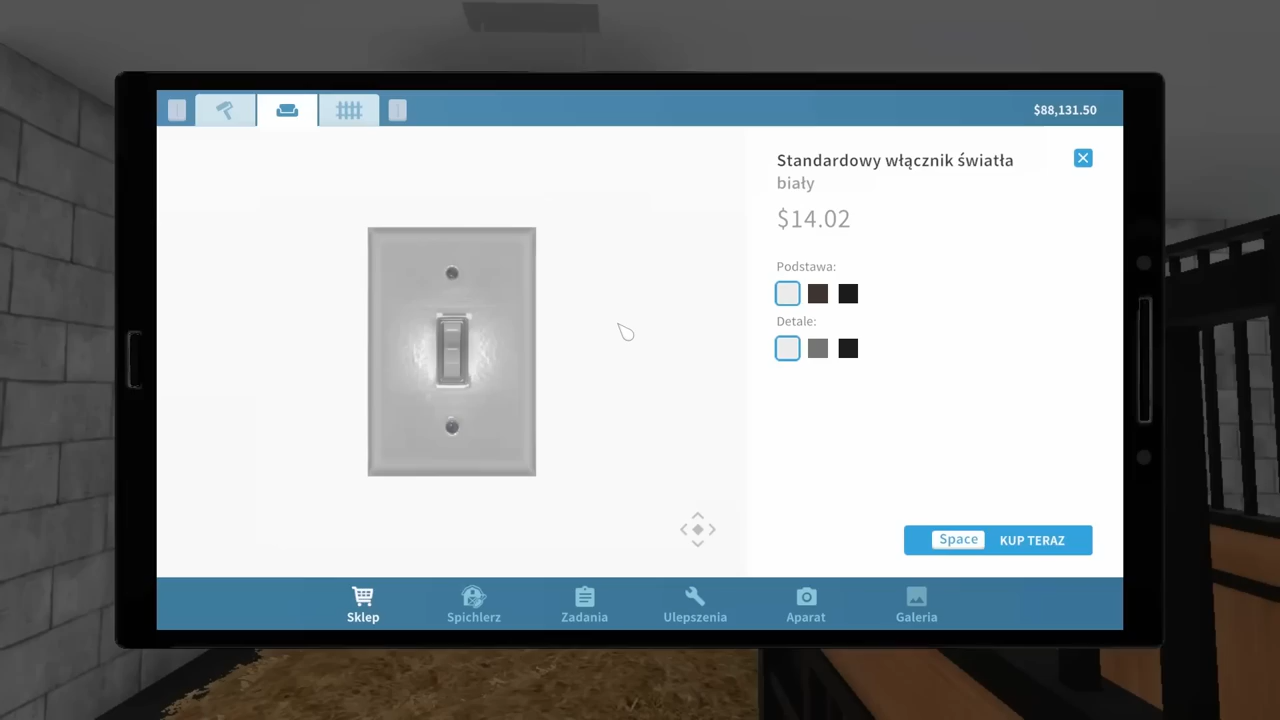 $88,131.50
Standardowy włącznik światła
biały
$14.02
Podstawa:
Detale:
Space KUP TERAZ
Sklep
Spichlerz
Zadania
Ulepszenia
Aparat
Galeria